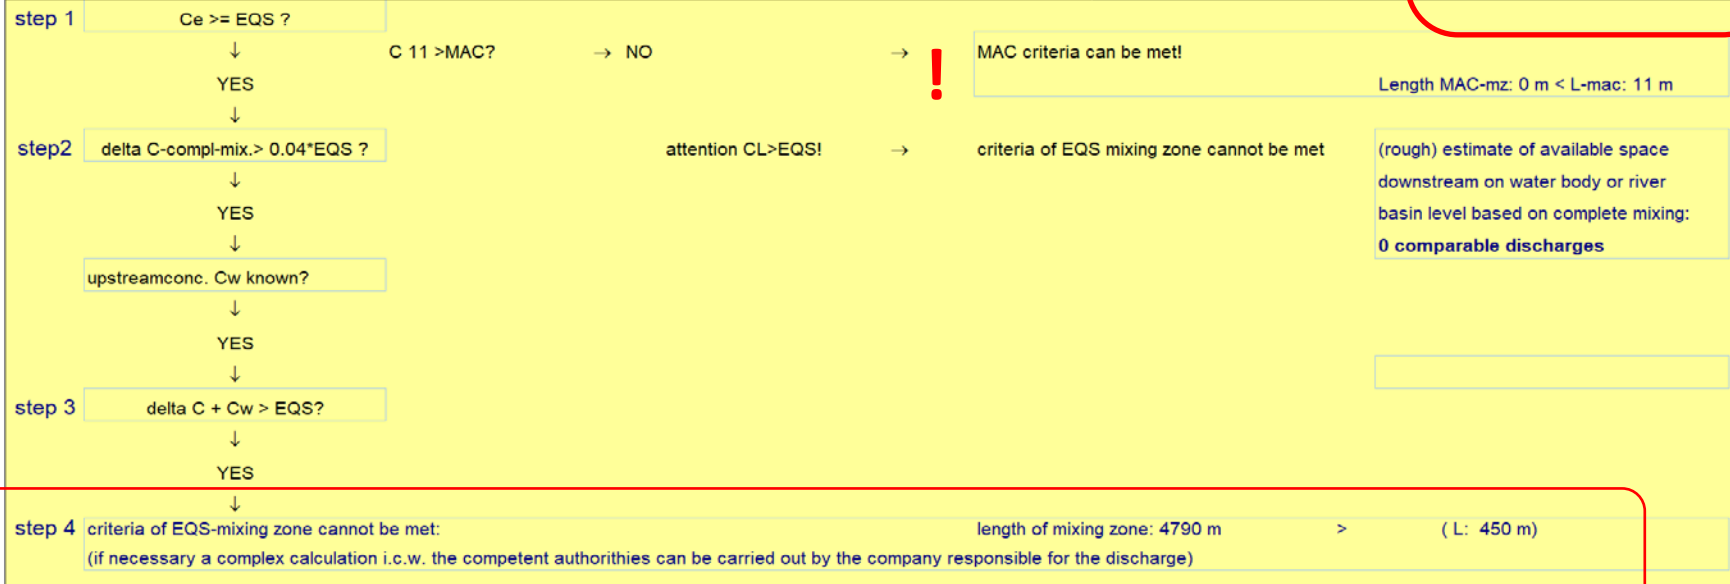 step 1 Ce >= EQS ?
↓ C 11 >MAC? → NO → ! MAC criteria can be met!
YES Length MAC-mz: 0 m < L-mac: 11 m
↓
step2 delta C-compl-mix.> 0.04*EQS ? attention CL>EQS! → criteria of EQS mixing zone cannot be met (rough) estimate of available space
↓ downstream on water body or river
YES basin level based on complete mixing:
↓ 0 comparable discharges
upstreamconc. Cw known?
↓
YES
↓
step 3 delta C + Cw > EQS?
↓
YES
↓
step 4 criteria of EQS-mixing zone cannot be met: length of mixing zone: 4790 m > ( L: 450 m)
(if necessary a complex calculation i.c.w. the competent authorithies can be carried out by the company responsible for the discharge)